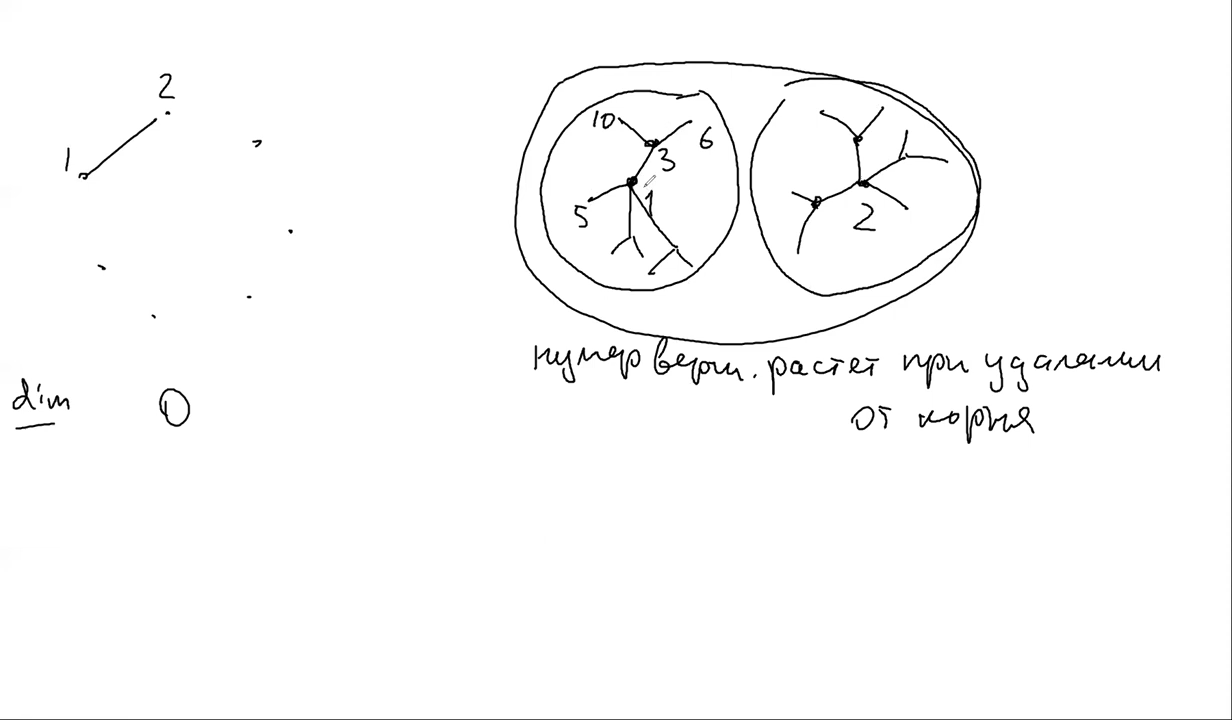 2
1
10
6
3
1
5
2
нумер верш. растет при удалении
от корня
dim 0